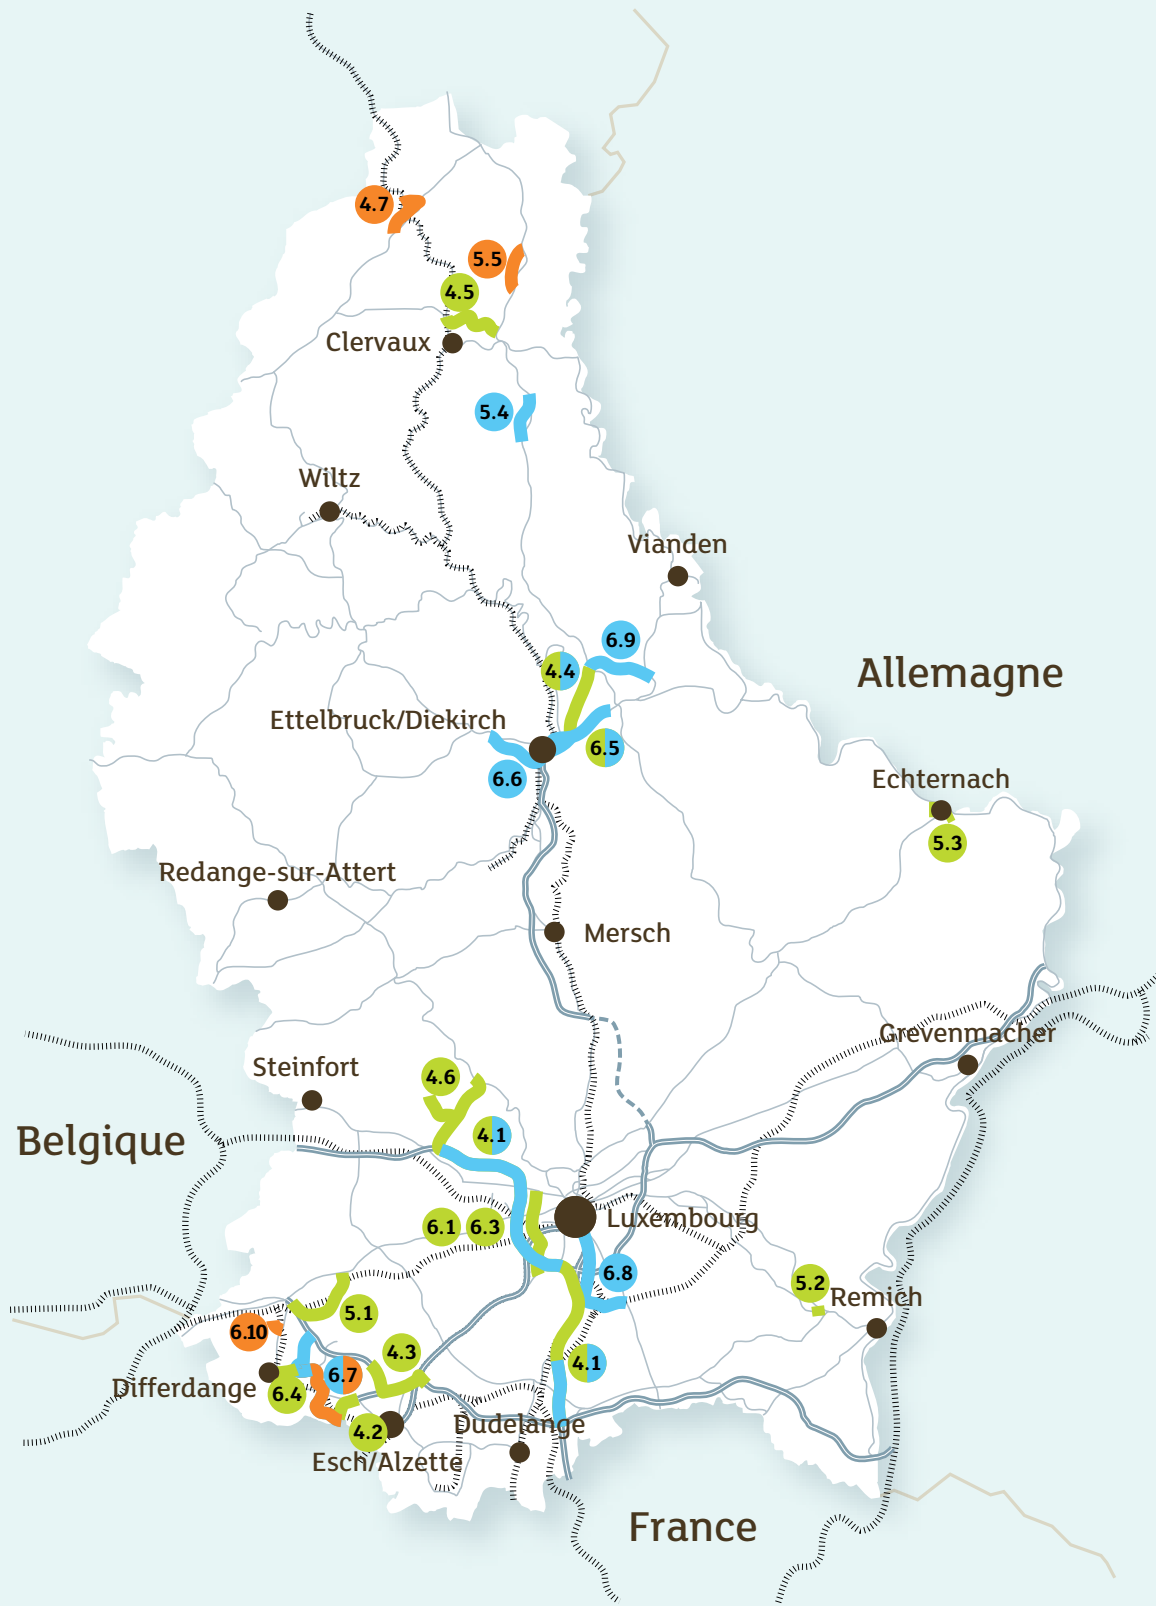 4.7
5.5
4.5
Clervaux
5.4
Wiltz
Vianden
6.9
4.4
Allemagne
Ettelbruck/Diekirch
6.5
6.6
Echternach
5.3
Redange-sur-Attert
Mersch
Grevenmacher
Steinfort
4.6
Belgique
4.1
Luxembourg
6.1 6.3
6.8
5.2
Remich
5.1
6.10
4.3
4.1
6.7
Differdange
6.4
4.2
Dudelange
Esch/Alzette
France